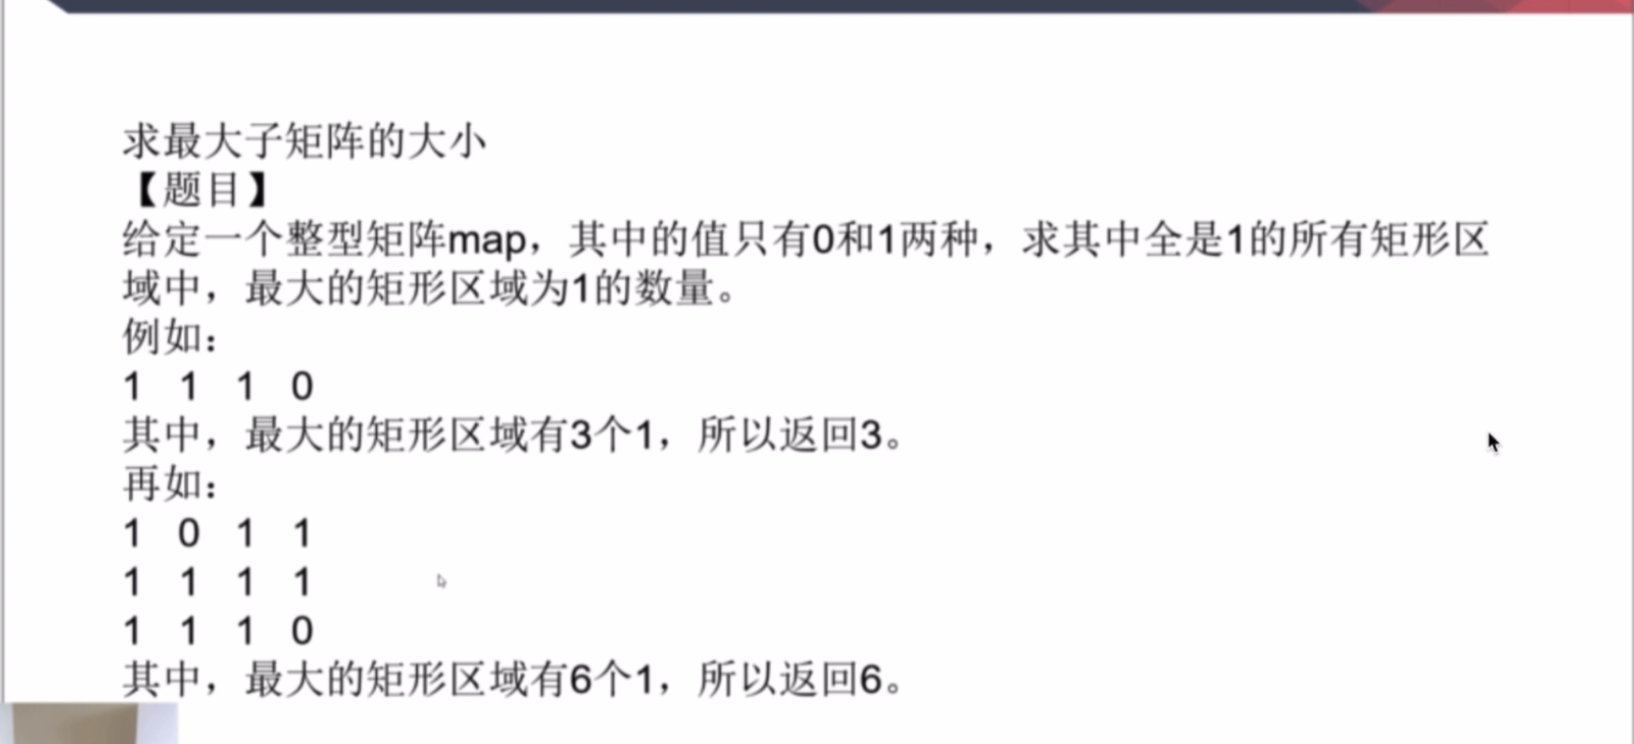 求最大子矩阵的大小
【题目】
给定一个整型矩阵map，其中的值只有0和1两种，求其中全是1的所有矩形区
域中，最大的矩形区域为1的数量。
例如：
1 1 1 0
其中，最大的矩形区域有3个1，所以返回3。
再如：
1 0 1 1
1 1 1 1
1 1 1 0
其中，最大的矩形区域有6个1，所以返回6。